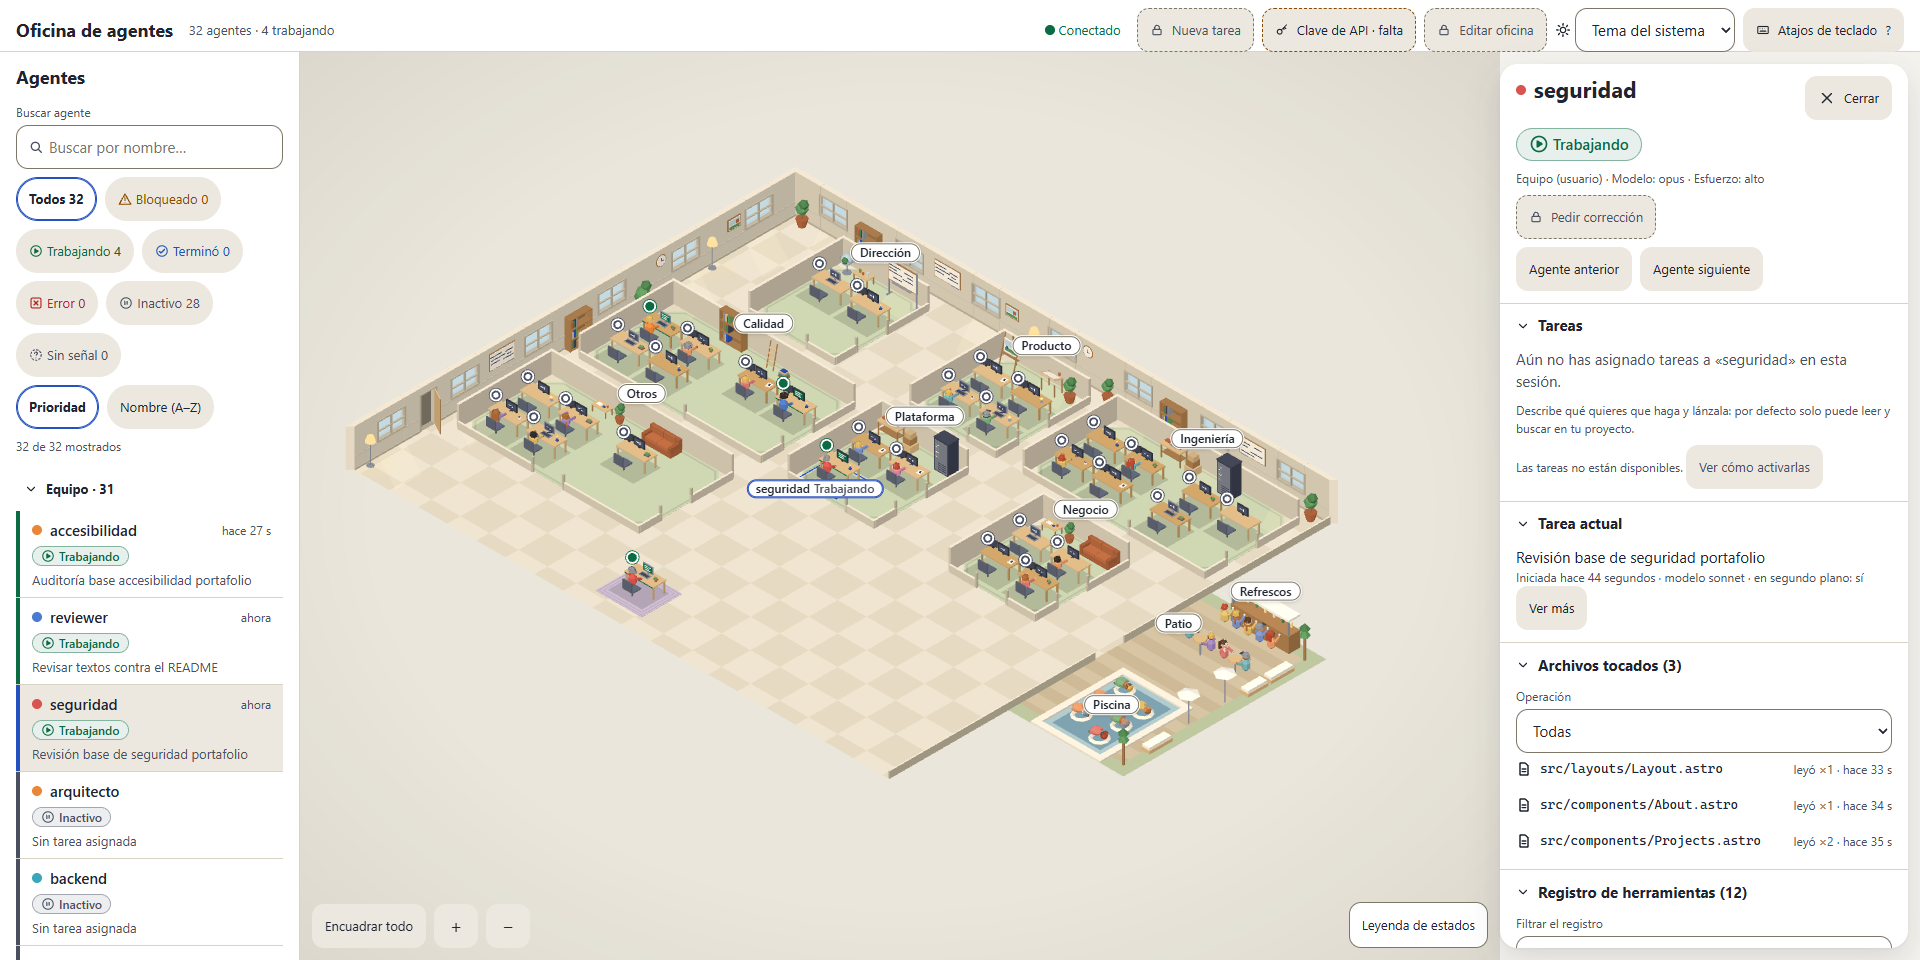 Oficina de agentes
32 agentes · 4 trabajando
Conectado
Nueva tarea
Clave de API · falta
Editar oficina
Tema del sistema
Atajos de teclado ?
Agentes
Buscar agente
Buscar por nombre...
Todos 32
Bloqueado 0
Trabajando 4
Terminó 0
Error 0
Inactivo 28
Sin señal 0
Prioridad
Nombre (A–Z)
32 de 32 mostrados
Equipo · 31
accesibilidad
hace 27 s
Trabajando
Auditoría base accesibilidad portafolio
reviewer
ahora
Trabajando
Revisar textos contra el README
seguridad
ahora
Trabajando
Revisión base de seguridad portafolio
arquitecto
Inactivo
Sin tarea asignada
backend
Inactivo
Sin tarea asignada
Dirección
Calidad
Producto
Otros
Plataforma
Ingeniería
seguridad Trabajando
Negocio
Refrescos
Patio
Piscina
Encuadrar todo
+
−
Leyenda de estados
seguridad
Cerrar
Trabajando
Equipo (usuario) · Modelo: opus · Esfuerzo: alto
Pedir corrección
Agente anterior
Agente siguiente
Tareas
Aún no has asignado tareas a «seguridad» en esta
sesión.
Describe qué quieres que haga y lánzala: por defecto solo puede leer y
buscar en tu proyecto.
Las tareas no están disponibles.
Ver cómo activarlas
Tarea actual
Revisión base de seguridad portafolio
Iniciada hace 44 segundos · modelo sonnet · en segundo plano: sí
Ver más
Archivos tocados (3)
Operación
Todas
src/layouts/Layout.astro
leyó ×1 · hace 33 s
src/components/About.astro
leyó ×1 · hace 34 s
src/components/Projects.astro
leyó ×2 · hace 35 s
Registro de herramientas (12)
Filtrar el registro